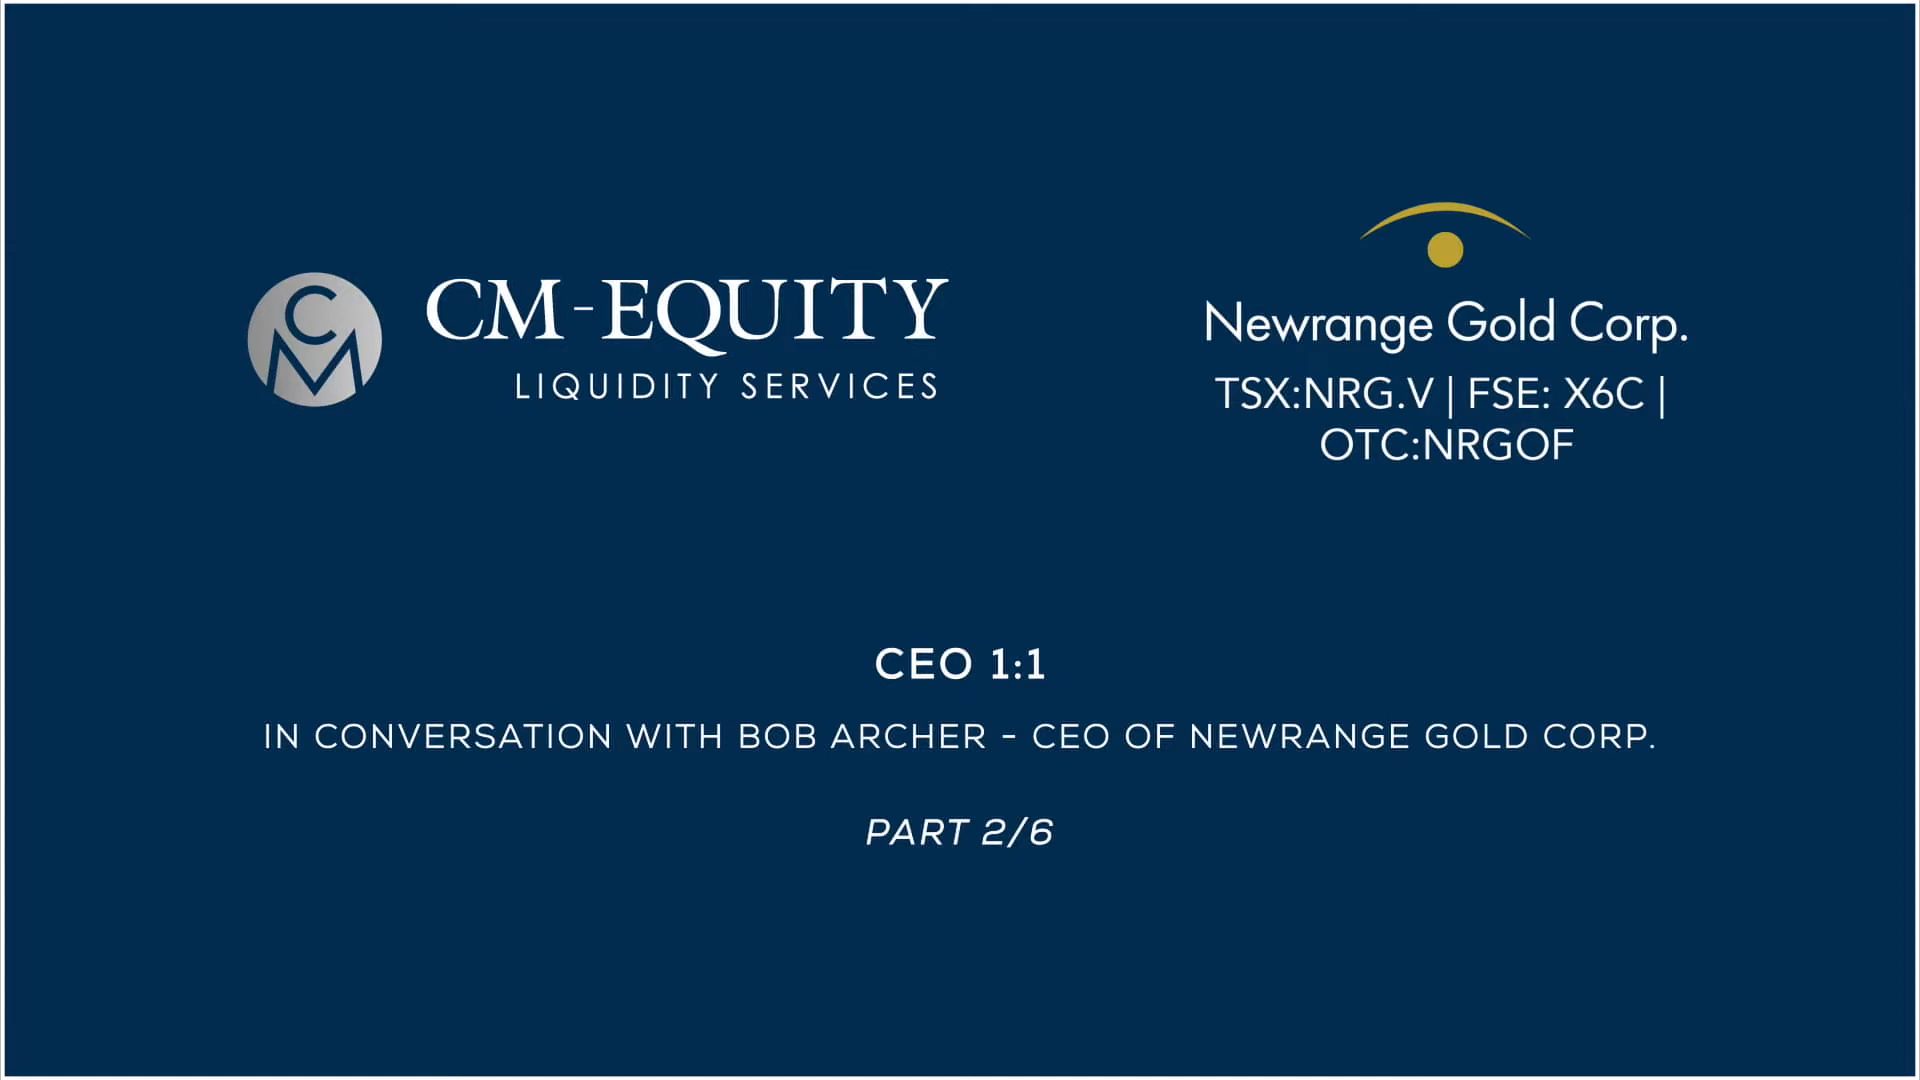 CM
CM-EQUITY
LIQUIDITY SERVICES
Newrange Gold Corp.
TSX:NRG.V | FSE: X6C |
OTC:NRGOF
CEO 1:1
IN CONVERSATION WITH BOB ARCHER - CEO OF NEWRANGE GOLD CORP.
PART 2/6